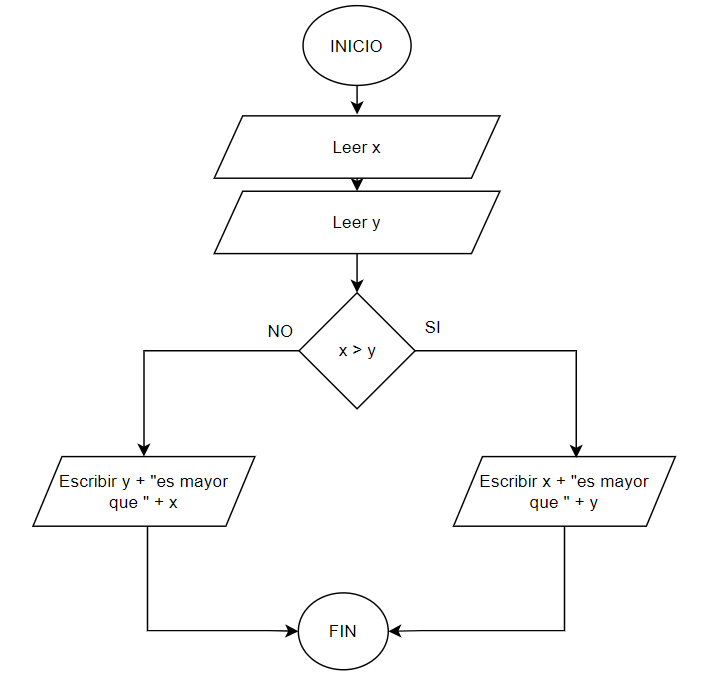 INICIO
Leer x
Leer y
NO
SI
x > y
Escribir y + "es mayor
que " + x
Escribir x + "es mayor
que " + y
FIN